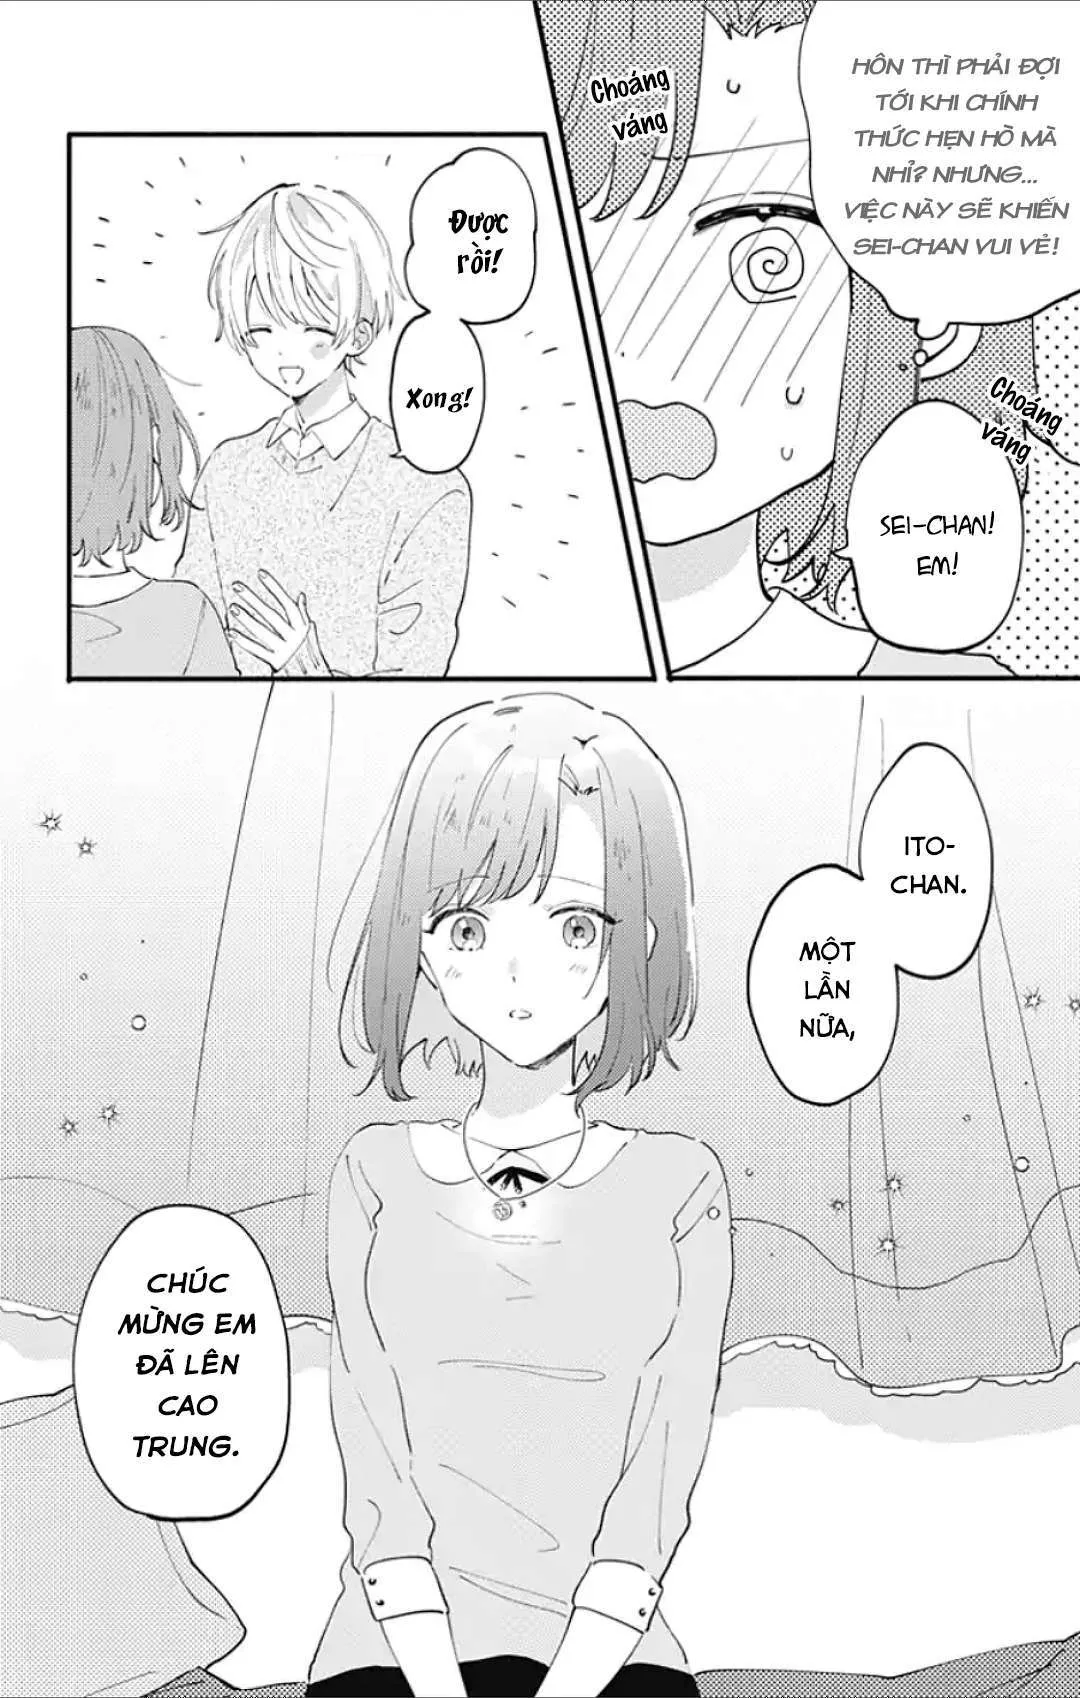 HÔN THÌ PHẢI ĐỢI
TỚI KHI CHÍNH
THỨC HẸN HÒ MÀ
NHỈ? NHƯNG...
VIỆC NÀY SẼ KHIẾN
SEI-CHAN VUI VẺ!
Choáng
váng
Choáng
váng
SEI-CHAN!
EM!
Được
rồi!
Xong!
ITO-
CHAN.
MỘT
LẦN
NỮA,
CHÚC
MỪNG EM
ĐÃ LÊN
CAO
TRUNG.